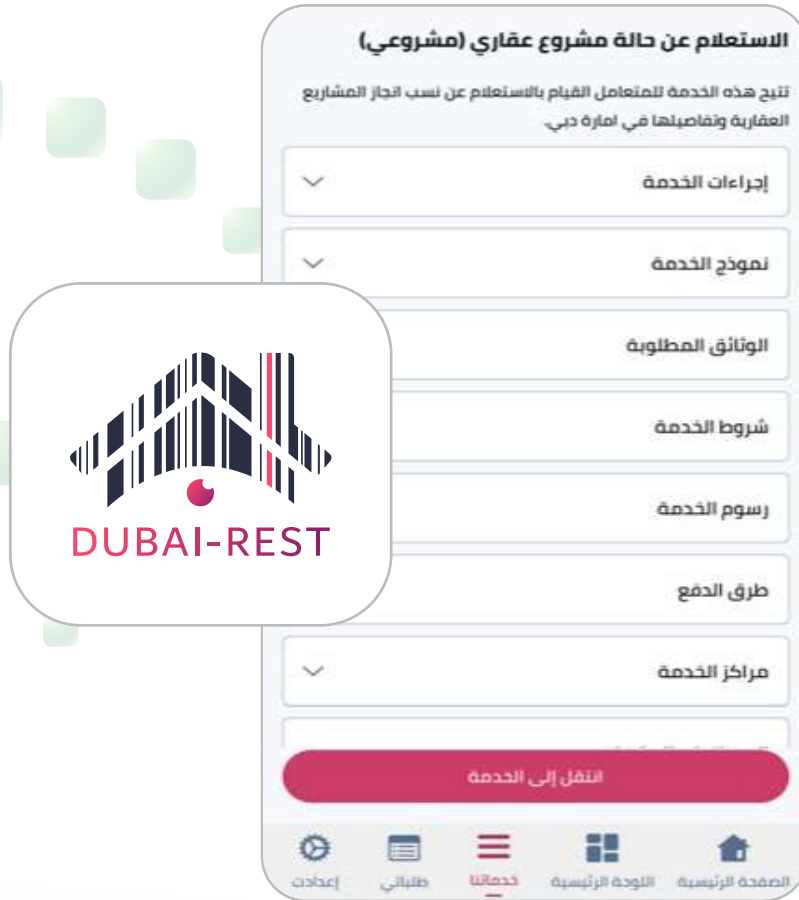 الاستعلام عن حالة مشروع عقاري (مشروعي)
تتيح هذه الخدمة للمتعامل القيام بالاستعلام عن نسب انجاز المشاريع
العقارية وتفاصيلها في امارة دبي.
إجراءات الخدمة
نموذج الخدمة
الوثائق المطلوبة
شروط الخدمة
رسوم الخدمة
طرق الدفع
مراكز الخدمة
DUBAI-REST
انتقل إلى الخدمة
الصفحة الرئيسية
اللوحة الرئيسية
خدماتنا
طلباتي
إعدادت